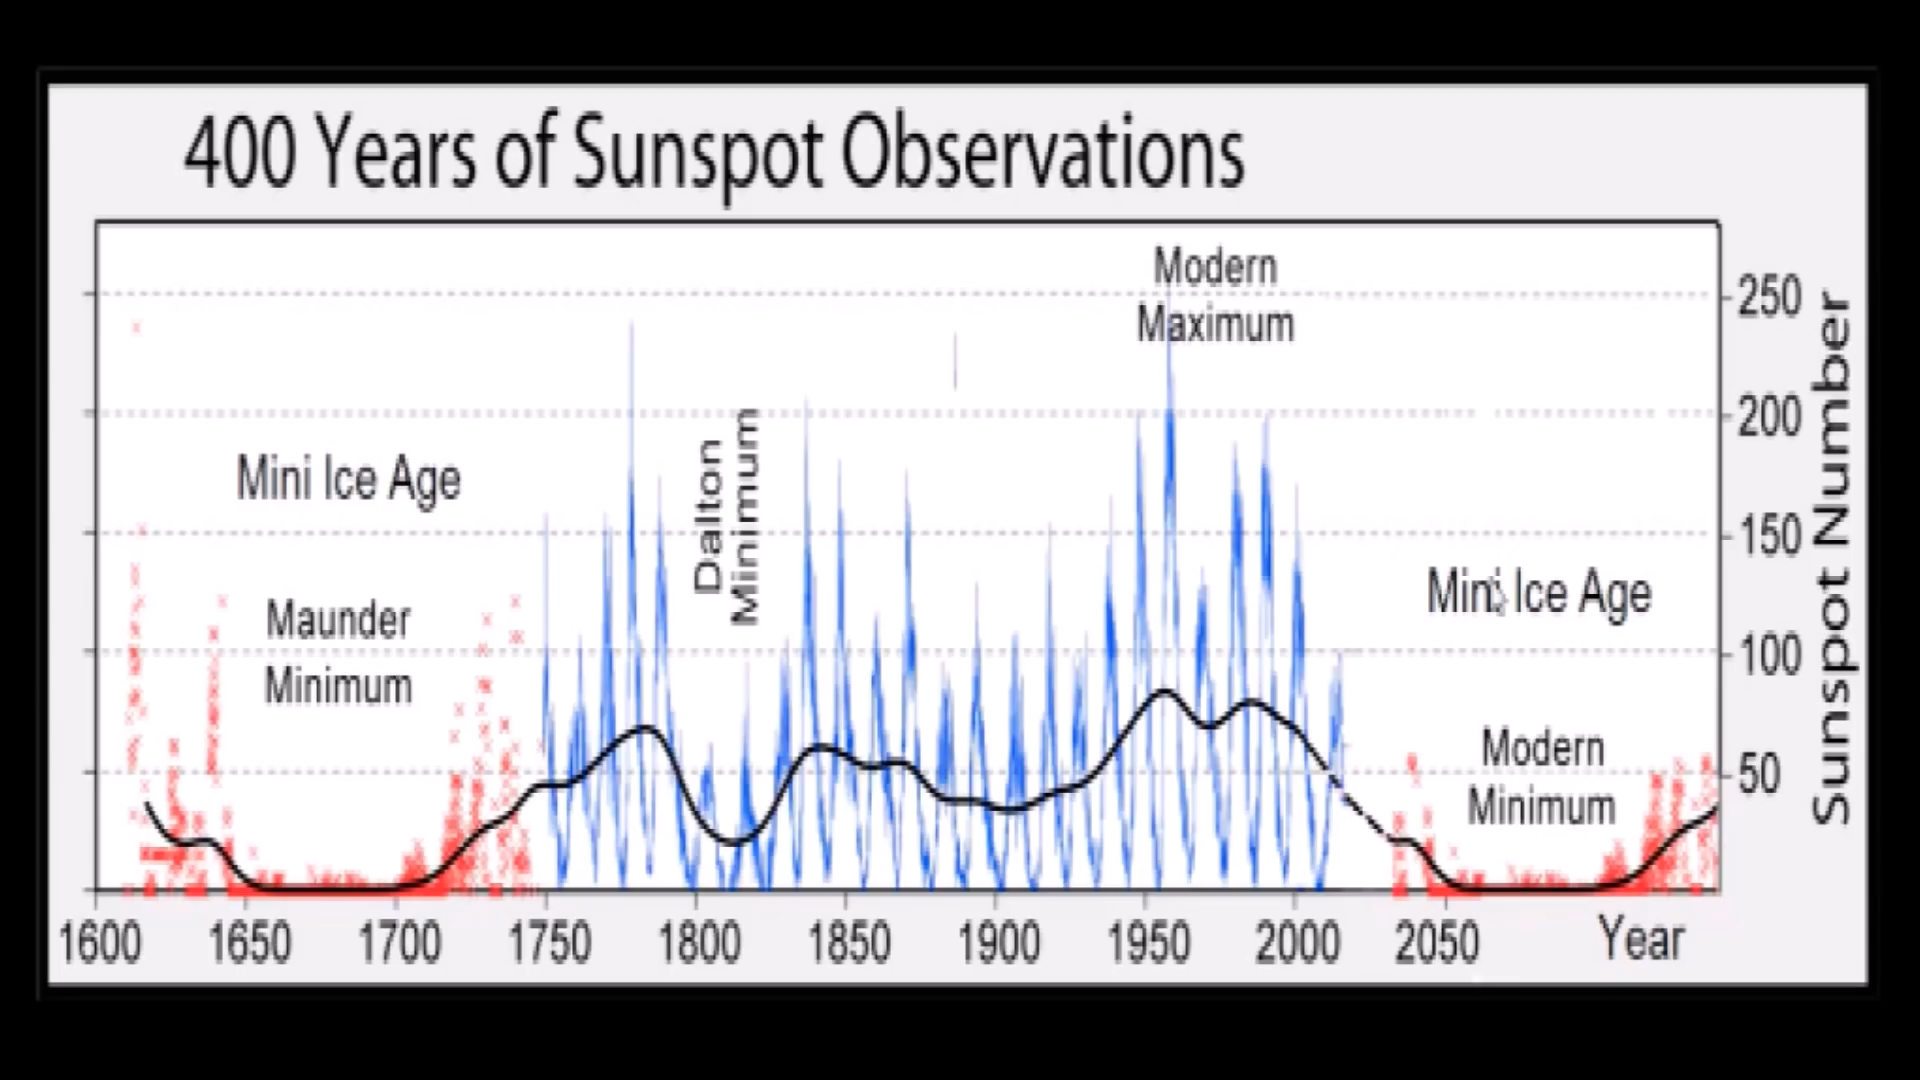 400 Years of Sunspot Observations
Modern
Maximum
Mini Ice Age
Dalton
Minimum
Maunder
Minimum
Mini Ice Age
Modern
Minimum
250
200
150
100
50
Sunspot Number
1600 1650 1700 1750 1800 1850 1900 1950 2000 2050 Year